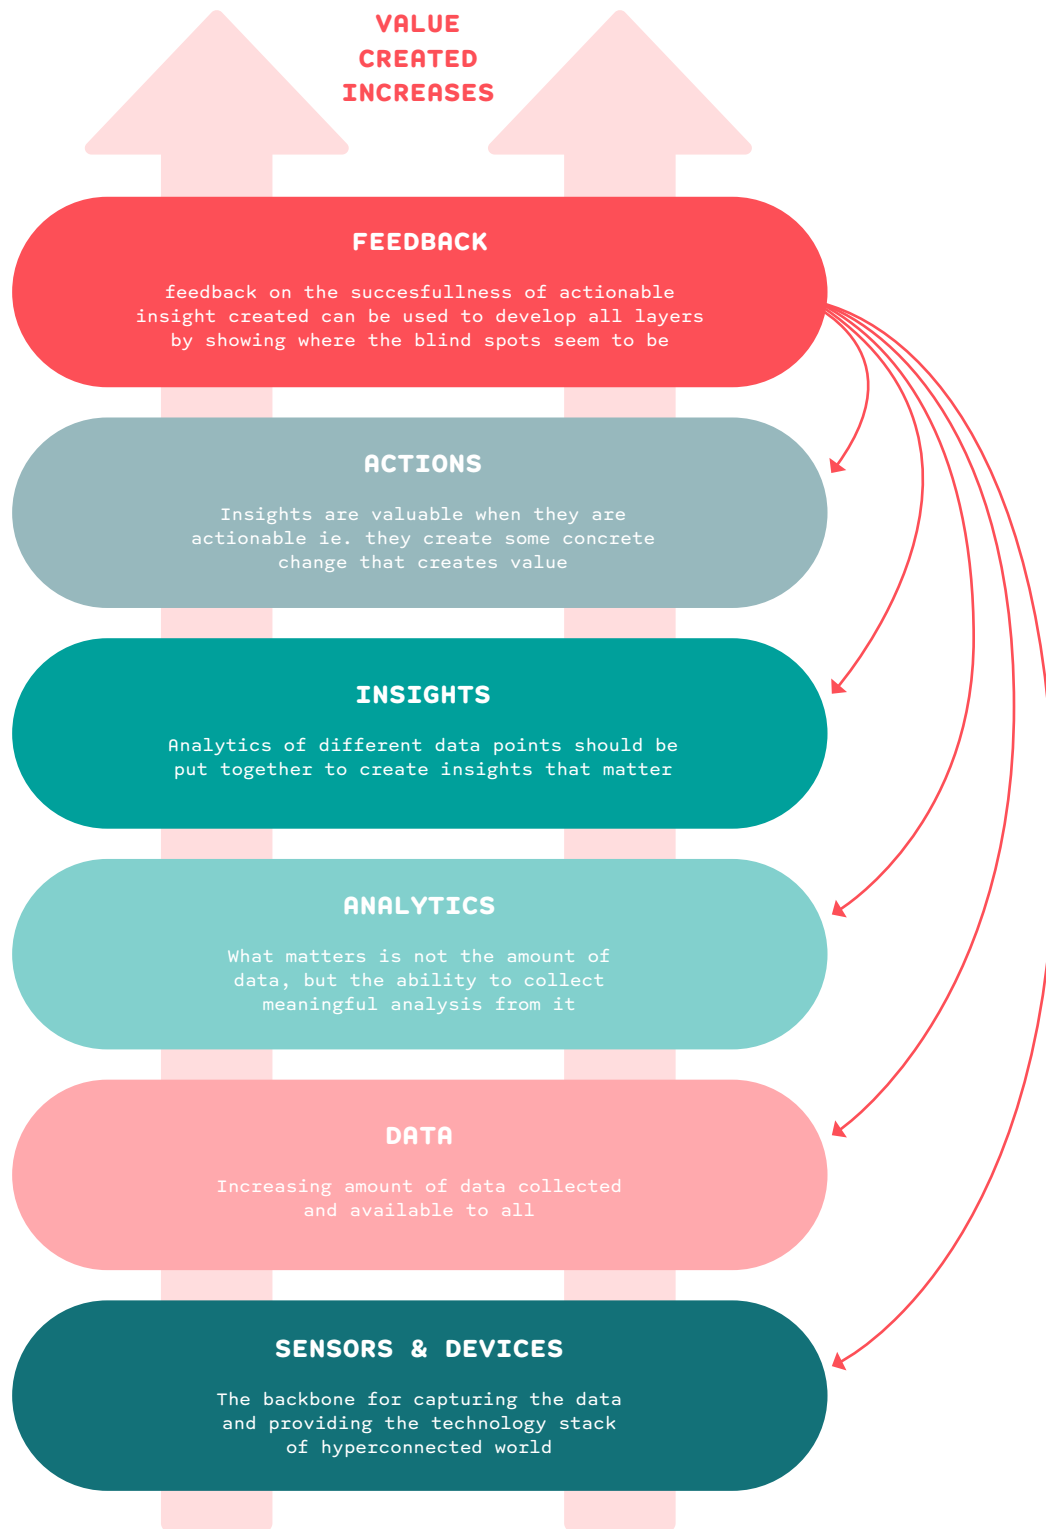 VALUE
CREATED
INCREASES
FEEDBACK
feedback on the succesfullness of actionable
insight created can be used to develop all layers
by showing where the blind spots seem to be
ACTIONS
Insights are valuable when they are
actionable ie. they create some concrete
change that creates value
INSIGHTS
Analytics of different data points should be
put together to create insights that matter
ANALYTICS
What matters is not the amount of
data, but the ability to collect
meaningful analysis from it
DATA
Increasing amount of data collected
and available to all
SENSORS & DEVICES
The backbone for capturing the data
and providing the technology stack
of hyperconnected world